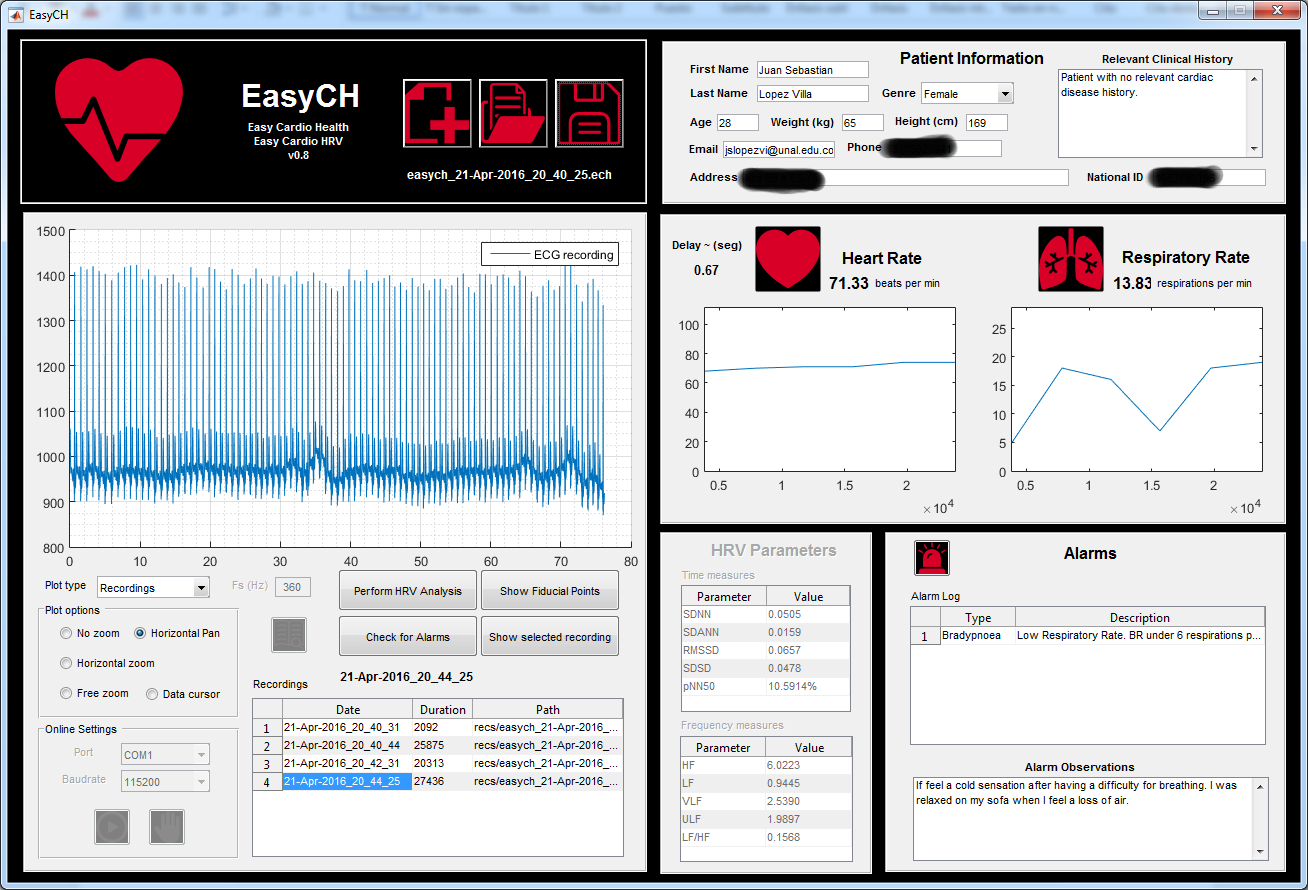 EasyCH
EasyCH
Easy Cardio Health
Easy Cardio HRV
v0.8
easych_21-Apr-2016_20_40_25.ech
Patient Information
First Name Juan Sebastian
Last Name Lopez Villa Genre Female
Age 28 Weight (kg) 65 Height (cm) 169
Email jslopezvi@unal.edu.co Phone
Address National ID
Relevant Clinical History
Patient with no relevant cardiac
disease history.
ECG recording
1500
1400
1300
1200
1100
1000
900
800
0 10 20 30 40 50 60 70 80
Delay ~ (seg)
0.67
Heart Rate
71.33 beats per min
100
80
60
40
20
0
0.5 1 1.5 2
×10^4
Respiratory Rate
13.83 respirations per min
25
20
15
10
5
0
0.5 1 1.5 2
×10^4
Plot type Recordings Fs (Hz) 360
Plot options
No zoom Horizontal Pan
Horizontal zoom
Free zoom Data cursor
Online Settings
Port COM1
Baudrate 115200
Perform HRV Analysis Show Fiducial Points
Check for Alarms Show selected recording
21-Apr-2016_20_44_25
Recordings
Date Duration Path
1 21-Apr-2016_20_40_31 2092 recs/easych_21-Apr-2016_...
2 21-Apr-2016_20_40_44 25875 recs/easych_21-Apr-2016_...
3 21-Apr-2016_20_42_31 20313 recs/easych_21-Apr-2016_...
4 21-Apr-2016_20_44_25 27436 recs/easych_21-Apr-2016_...
HRV Parameters
Time measures
Parameter Value
SDNN 0.0505
SDANN 0.0159
RMSSD 0.0657
SDSD 0.0478
pNN50 10.5914%
Frequency measures
Parameter Value
HF 6.0223
LF 0.9445
VLF 2.5390
ULF 1.9897
LF/HF 0.1568
Alarms
Alarm Log
Type Description
1 Bradypnoea Low Respiratory Rate. BR under 6 respirations p...
Alarm Observations
If feel a cold sensation after having a difficulty for breathing. I was
relaxed on my sofa when I feel a loss of air.